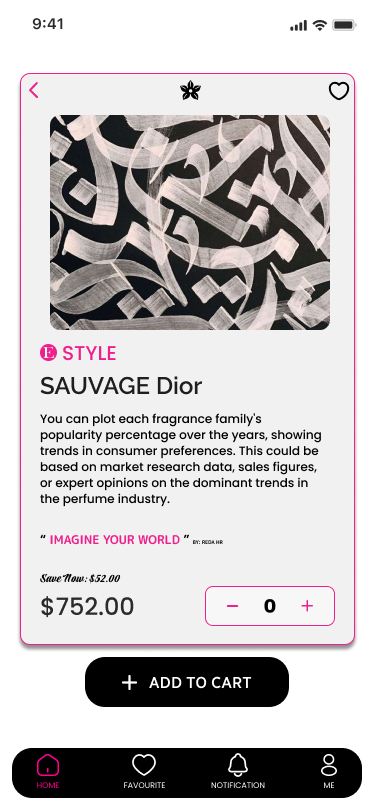 9:41
E STYLE
SAUVAGE Dior
You can plot each fragrance family's
popularity percentage over the years, showing
trends in consumer preferences. This could be
based on market research data, sales figures,
or expert opinions on the dominant trends in
the perfume industry.
“ IMAGINE YOUR WORLD ” BY: REDA HR
Save Now: $52.00
$752.00
− 0 +
+ ADD TO CART
HOME FAVOURITE NOTIFICATION ME